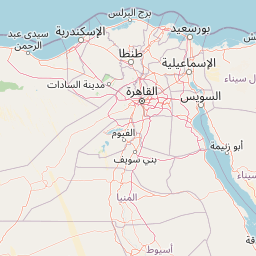 برج البرلس
بورسعيد
الإسكندرية
سيدى عبد
الرحمن
طنطا
الإسماعيلية
مدينة السادات
القاهرة
السويس
الفيوم
أبو زنيمة
بني سويف
المنيا
أسيوط